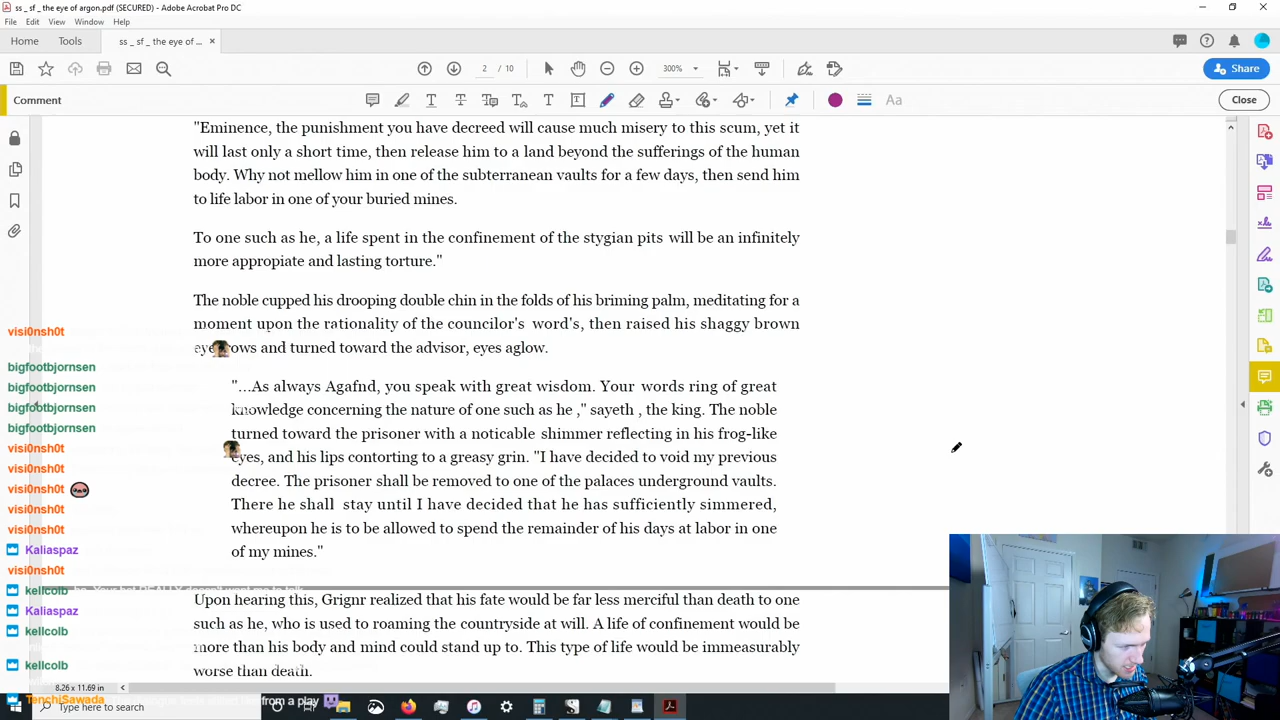 ss _ sf _ the eye of argon.pdf (SECURED) - Adobe Acrobat Pro DC
File Edit View Window Help
Home Tools ss _ sf _ the eye of ... ×
2 / 10 300% Share
Comment Aa Close
"Eminence, the punishment you have decreed will cause much misery to this scum, yet it
will last only a short time, then release him to a land beyond the sufferings of the human
body. Why not mellow him in one of the subterranean vaults for a few days, then send him
to life labor in one of your buried mines.
To one such as he, a life spent in the confinement of the stygian pits will be an infinitely
more appropiate and lasting torture."
The noble cupped his drooping double chin in the folds of his briming palm, meditating for a
moment upon the rationality of the councilor's word's, then raised his shaggy brown
eye ows and turned toward the advisor, eyes aglow.
"...As always Agafnd, you speak with great wisdom. Your words ring of great
knowledge concerning the nature of one such as he ," sayeth , the king. The noble
turned toward the prisoner with a noticable shimmer reflecting in his frog-like
eyes, and his lips contorting to a greasy grin. "I have decided to void my previous
decree. The prisoner shall be removed to one of the palaces underground vaults.
There he shall stay until I have decided that he has sufficiently simmered,
whereupon he is to be allowed to spend the remainder of his days at labor in one
of my mines."
Upon hearing this, Grignr realized that his fate would be far less merciful than death to one
such as he, who is used to roaming the countryside at will. A life of confinement would be
more than his body and mind could stand up to. This type of life would be immeasurably
worse than death.
visi0nsh0t
bigfootbjornsen
bigfootbjornsen
bigfootbjornsen
bigfootbjornsen
visi0nsh0t
visi0nsh0t
visi0nsh0t
visi0nsh0t
visi0nsh0t
Kaliaspaz
visi0nsh0t
kellcolb
Kaliaspaz
kellcolb
kellcolb
TenchiSawada from a play
8.26 x 11.69 in
Type here to search